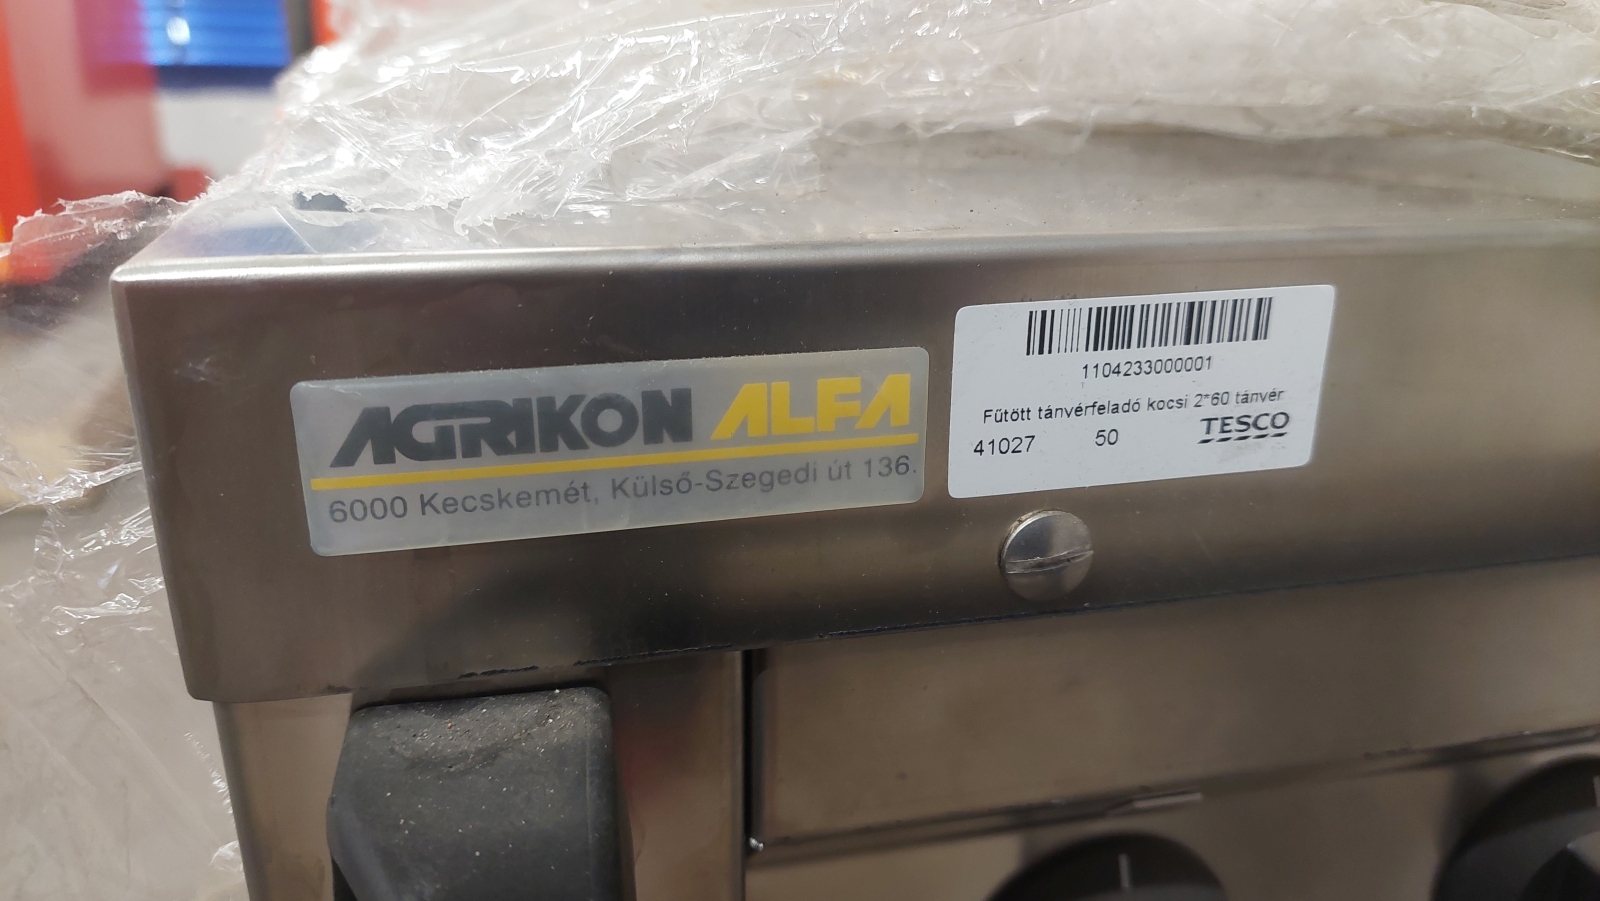 AGRIKON ALFA
6000 Kecskemét, Külső-Szegedi út 136.
1104233000001
Fűtött tányérfeladó kocsi 2*60 tányér
41027 50 TESCO